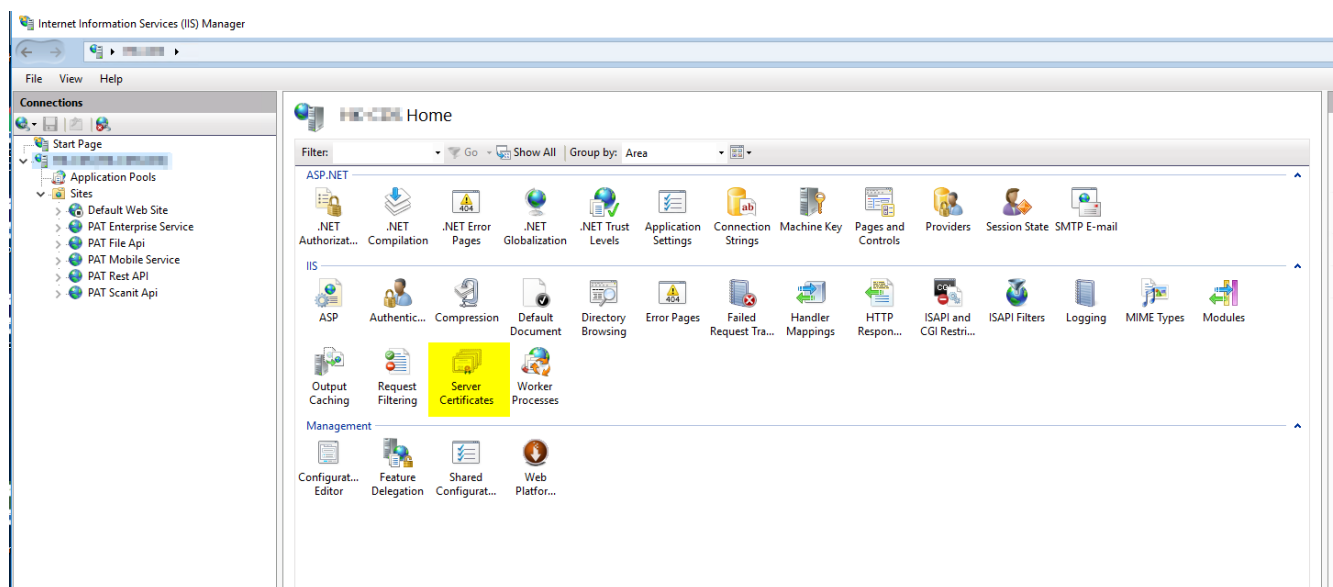 Internet Information Services (IIS) Manager
File View Help
Connections
Start Page
Application Pools
Sites
Default Web Site
PAT Enterprise Service
PAT File Api
PAT Mobile Service
PAT Rest API
PAT Scanit Api
Home
Filter: Go Show All Group by: Area
ASP.NET
.NET Authorizat...
.NET Compilation
.NET Error Pages
.NET Globalization
.NET Trust Levels
Application Settings
Connection Strings
Machine Key
Pages and Controls
Providers
Session State
SMTP E-mail
IIS
ASP
Authentic...
Compression
Default Document
Directory Browsing
Error Pages
Failed Request Tra...
Handler Mappings
HTTP Respon...
ISAPI and CGI Restri...
ISAPI Filters
Logging
MIME Types
Modules
Output Caching
Request Filtering
Server Certificates
Worker Processes
Management
Configurat... Editor
Feature Delegation
Shared Configurat...
Web Platfor...